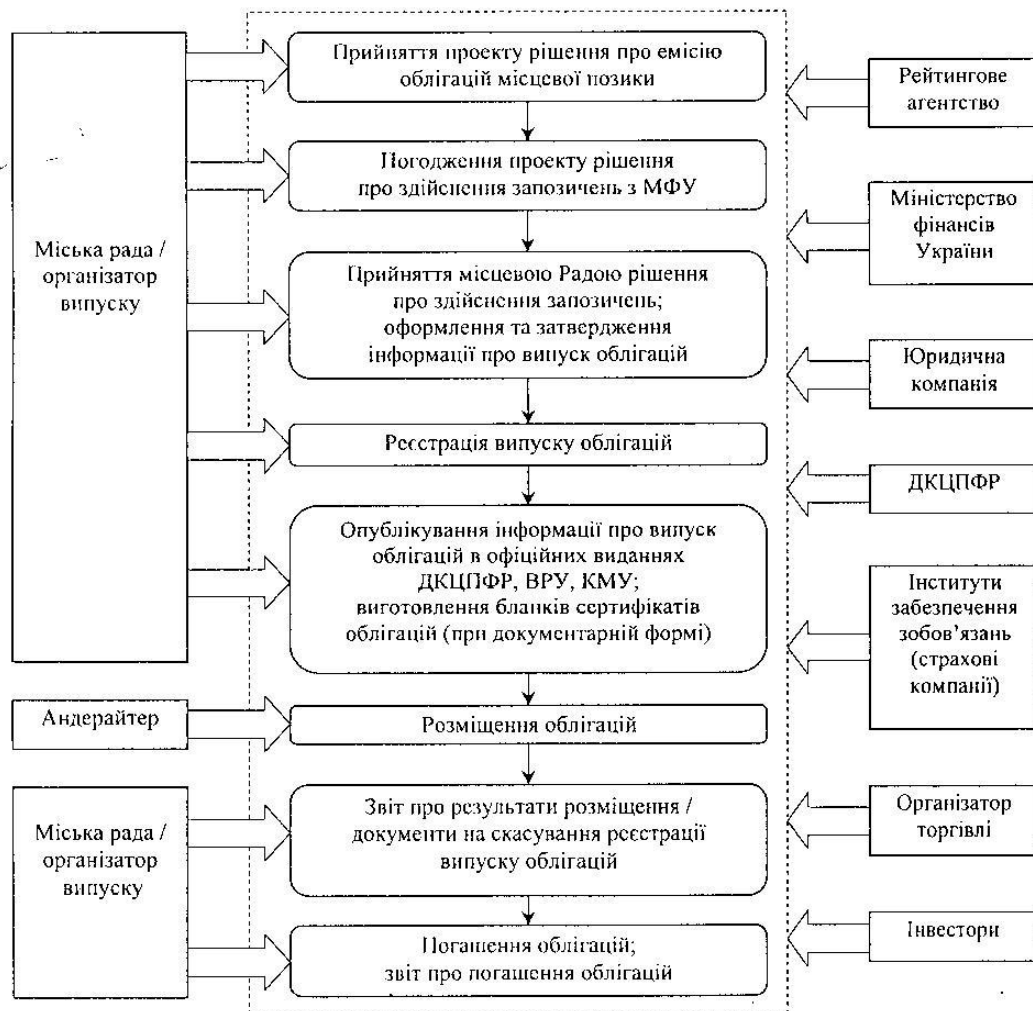 Міська рада /
організатор
випуску
Андерайтер
Міська рада /
організатор
випуску
Прийняття проекту рішення про емісію
облігацій місцевої позики
Погодження проекту рішення
про здійснення запозичень з МФУ
Прийняття місцевою Радою рішення
про здійснення запозичень;
оформлення та затвердження
інформації про випуск облігацій
Реєстрація випуску облігацій
Опублікування інформації про випуск
облігацій в офіційних виданнях
ДКЦПФР, ВРУ, КМУ;
виготовлення бланків сертифікатів
облігацій (при документарній формі)
Розміщення облігацій
Звіт про результати розміщення /
документи на скасування реєстрації
випуску облігацій
Погашення облігацій;
звіт про погашення облігацій
Рейтингове
агентство
Міністерство
фінансів
України
Юридична
компанія
ДКЦПФР
Інститути
забезпечення
зобов’язань
(страхові
компанії)
Організатор
торгівлі
Інвестори